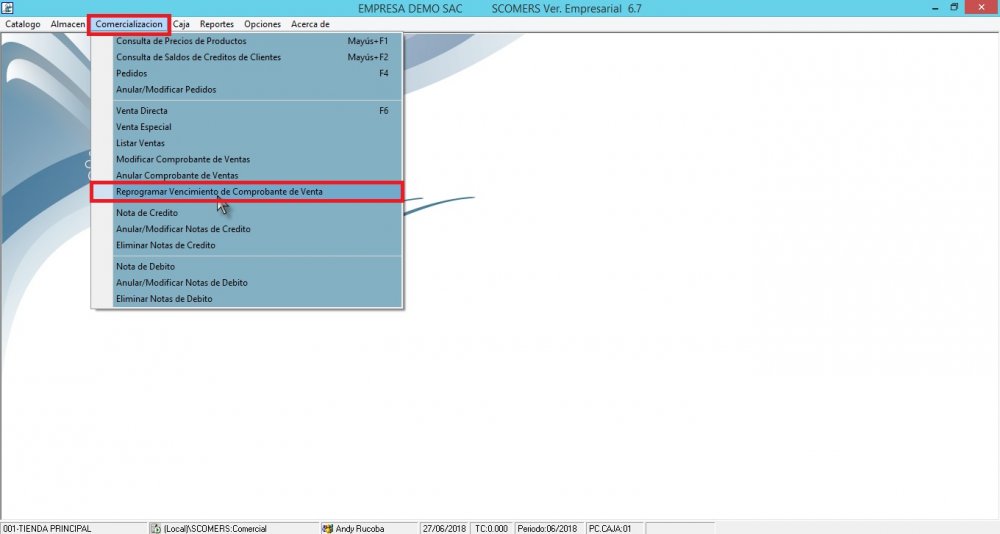 EMPRESA DEMO SAC SCOMERS Ver. Empresarial 6.7
Catalogo Almacen Comercializacion Caja Reportes Opciones Acerca de
Consulta de Precios de Productos Mayús+F1
Consulta de Saldos de Creditos de Clientes Mayús+F2
Pedidos F4
Anular/Modificar Pedidos
Venta Directa F6
Venta Especial
Listar Ventas
Modificar Comprobante de Ventas
Anular Comprobante de Ventas
Reprogramar Vencimiento de Comprobante de Venta
Nota de Credito
Anular/Modificar Notas de Credito
Eliminar Notas de Credito
Nota de Debito
Anular/Modificar Notas de Debito
Eliminar Notas de Debito
001-TIENDA PRINCIPAL (Local)\SCOMERS:Comercial Andy Rucoba 27/06/2018 TC:0.000 Periodo:06/2018 PC.CAJA:01